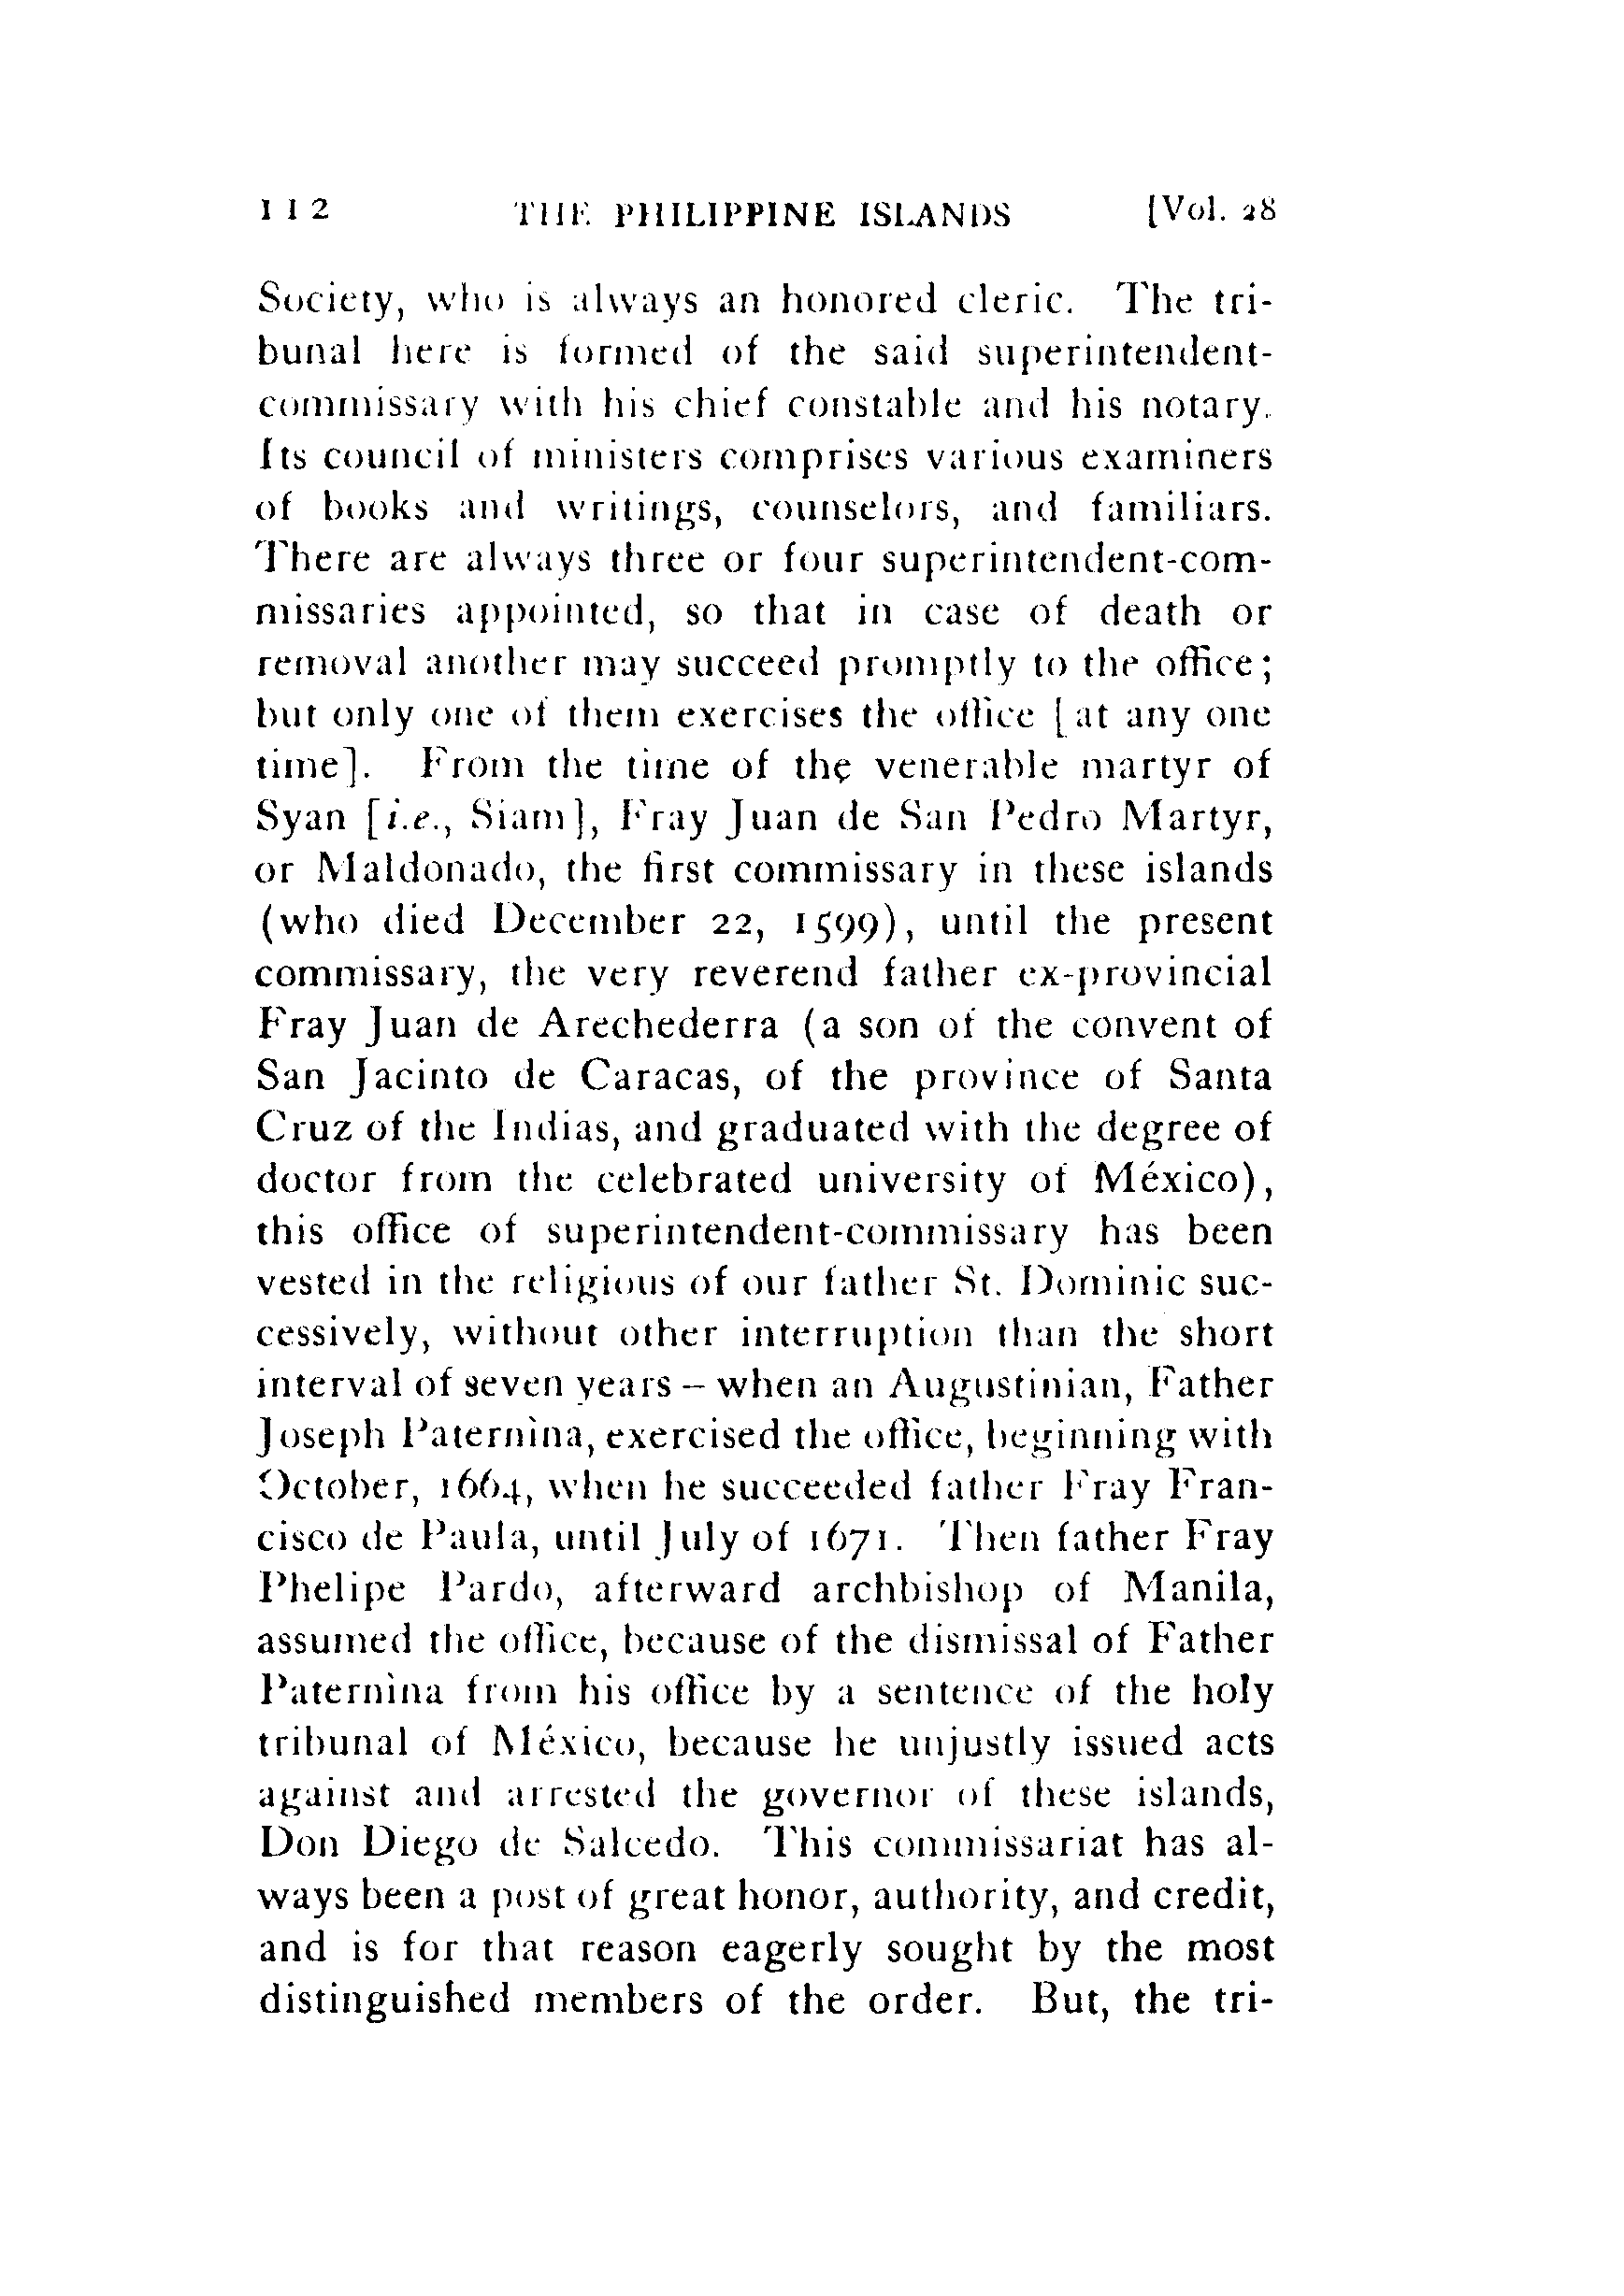 112 THE PHILIPPINE ISLANDS [Vol. 28
Society, who is always an honored cleric. The tri-
bunal here is formed of the said superintendent-
commissary with his chief constable and his notary.
Its council of ministers comprises various examiners
of books and writings, counselors, and familiars.
There are always three or four superintendent-com-
missaries appointed, so that in case of death or
removal another may succeed promptly to the office;
but only one of them exercises the office [at any one
time]. From the time of the venerable martyr of
Syan [i.e., Siam], Fray Juan de San Pedro Martyr,
or Maldonado, the first commissary in these islands
(who died December 22, 1599), until the present
commissary, the very reverend father ex-provincial
Fray Juan de Arechederra (a son of the convent of
San Jacinto de Caracas, of the province of Santa
Cruz of the Indias, and graduated with the degree of
doctor from the celebrated university of México),
this office of superintendent-commissary has been
vested in the religious of our father St. Dominic suc-
cessively, without other interruption than the short
interval of seven years – when an Augustinian, Father
Joseph Paternina, exercised the office, beginning with
October, 1664, when he succeeded father Fray Fran-
cisco de Paula, until July of 1671. Then father Fray
Phelipe Pardo, afterward archbishop of Manila,
assumed the office, because of the dismissal of Father
Paternina from his office by a sentence of the holy
tribunal of México, because he unjustly issued acts
against and arrested the governor of these islands,
Don Diego de Salcedo. This commissariat has al-
ways been a post of great honor, authority, and credit,
and is for that reason eagerly sought by the most
distinguished members of the order. But, the tri-